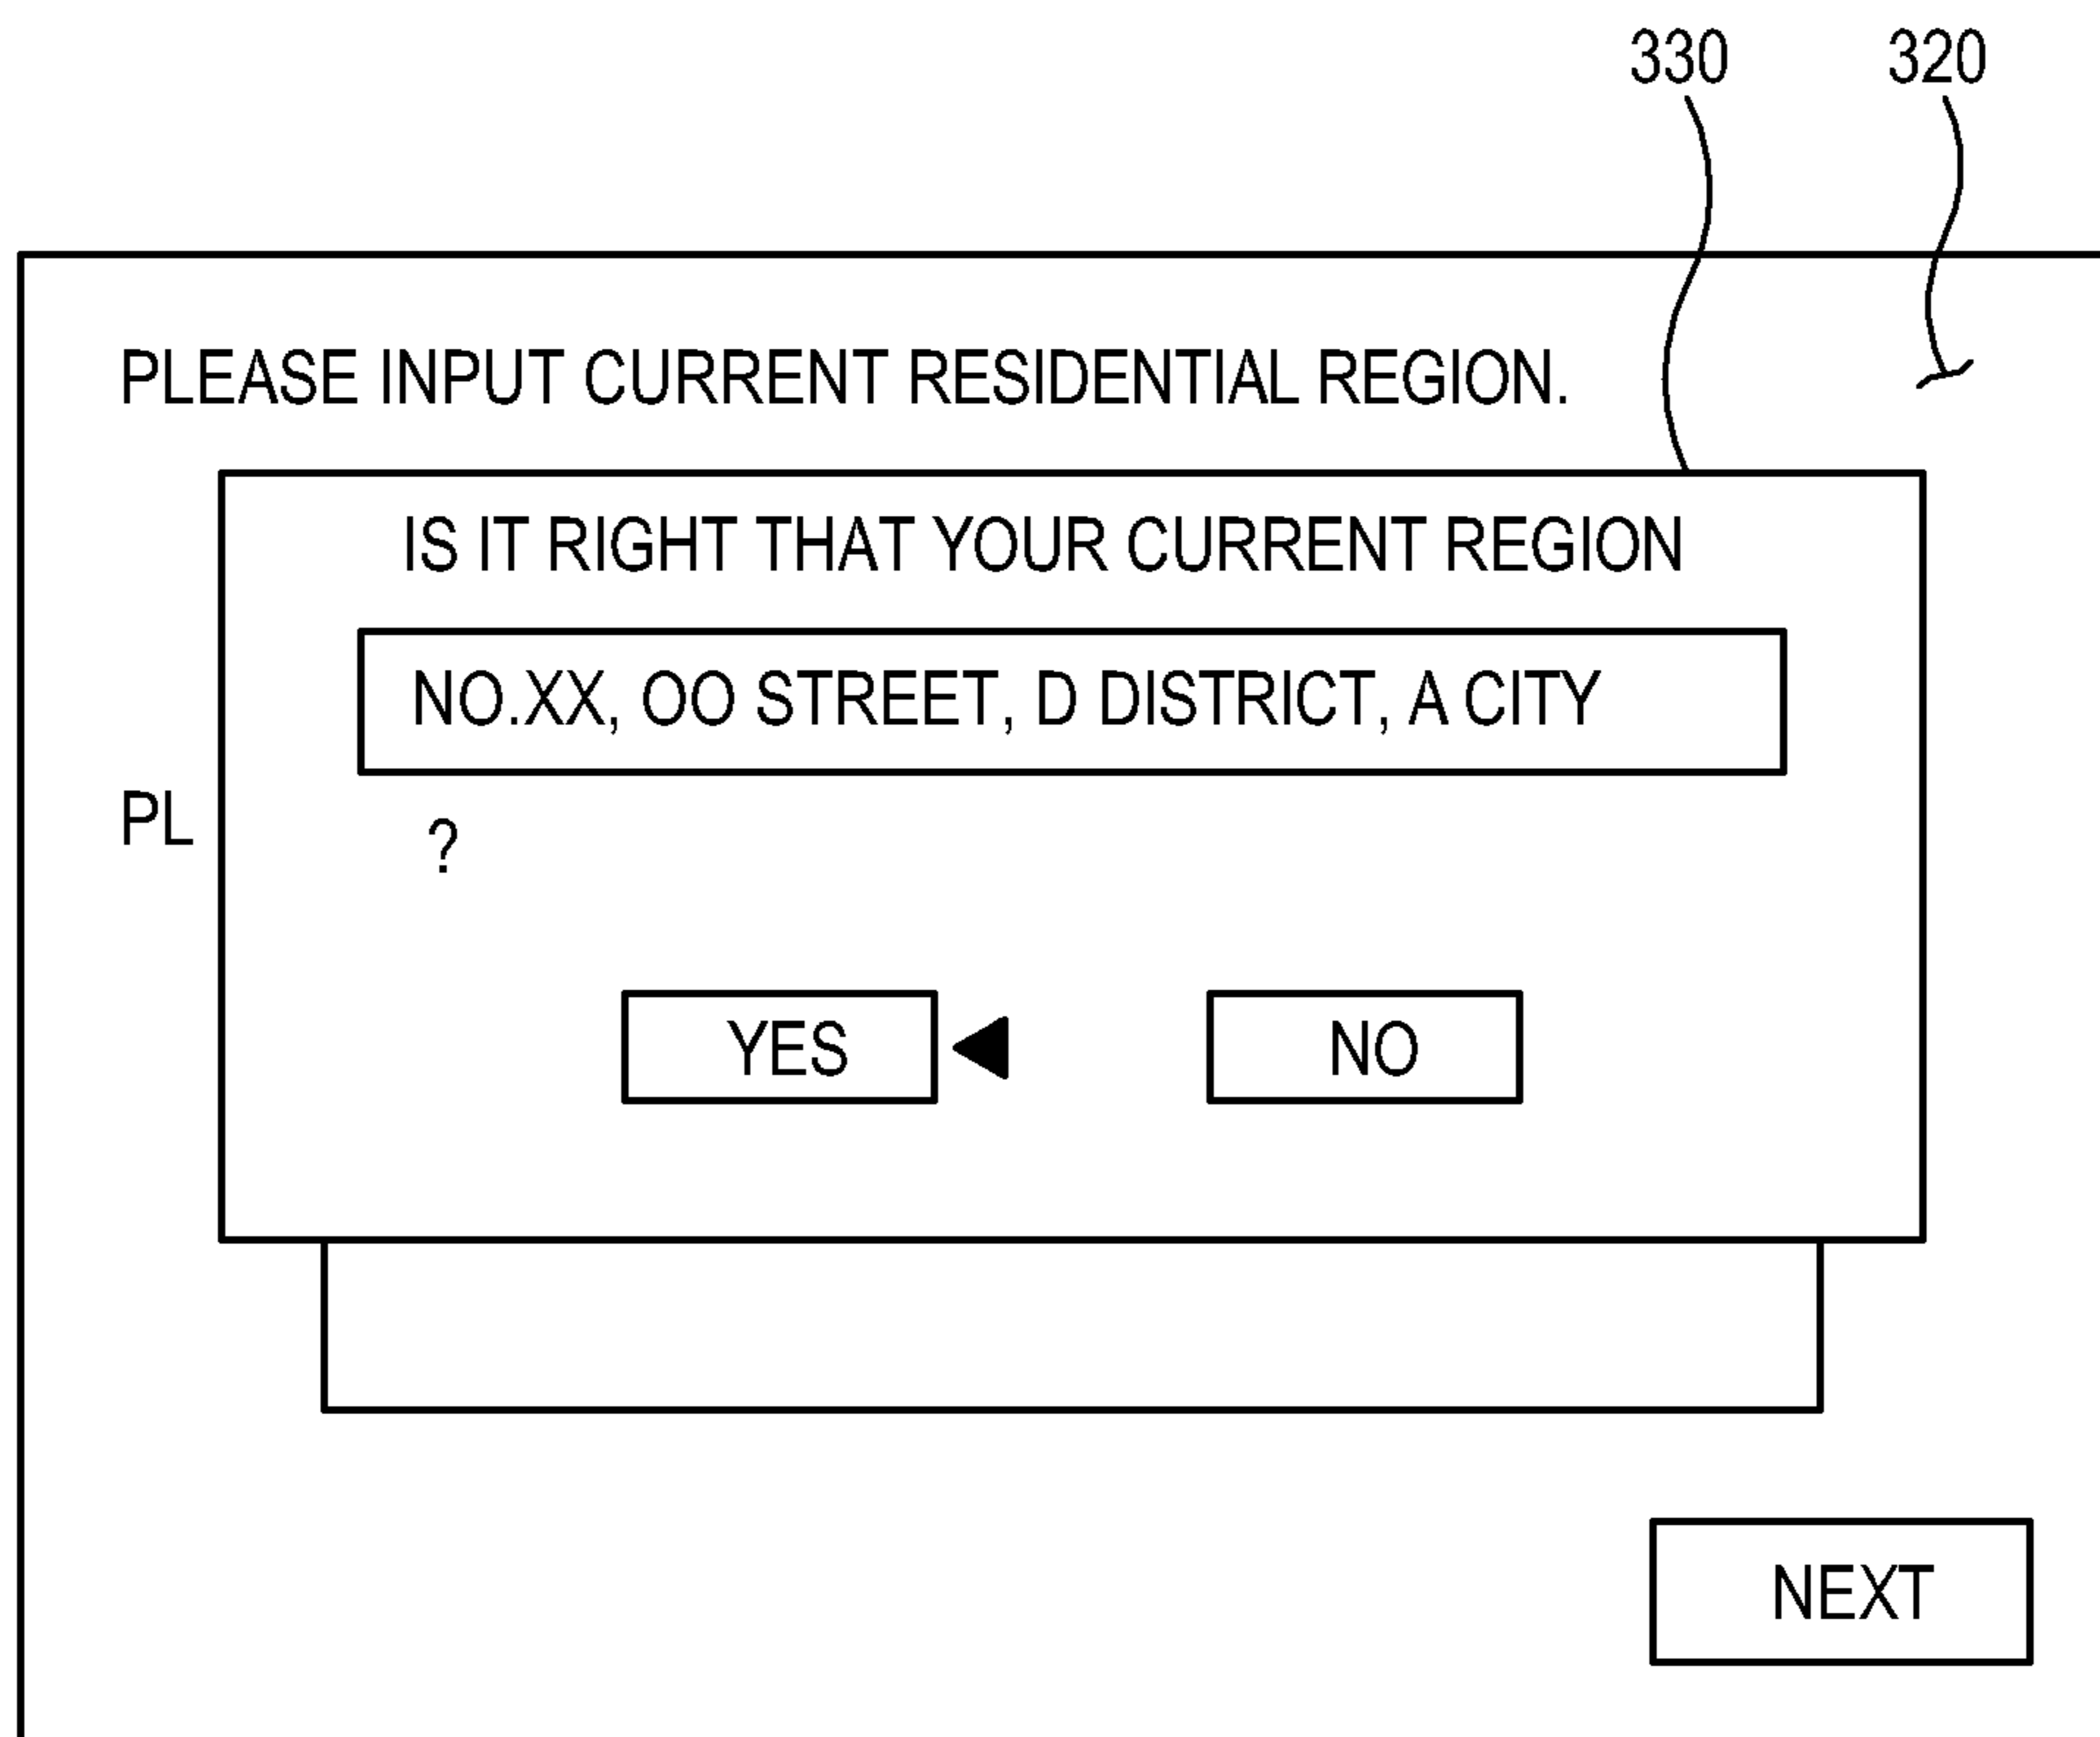 330 320
PLEASE INPUT CURRENT RESIDENTIAL REGION.
IS IT RIGHT THAT YOUR CURRENT REGION
NO.XX, OO STREET, D DISTRICT, A CITY
PL
?
YES NO
NEXT